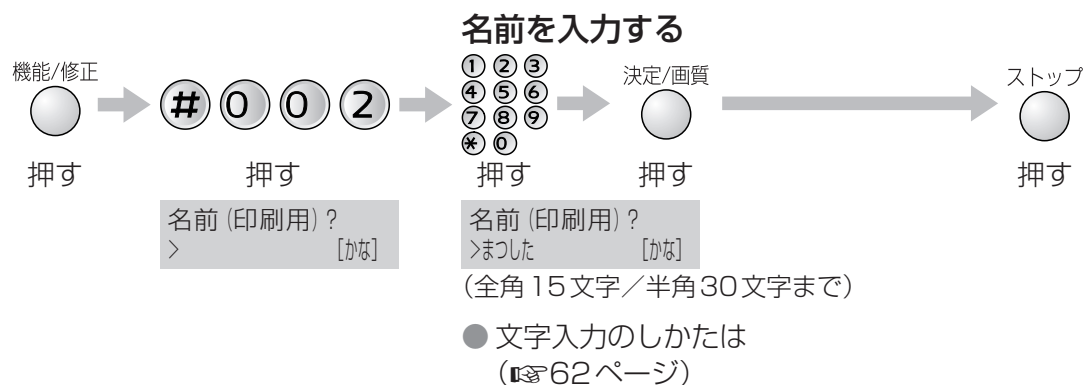 名前を入力する
機能/修正
# 0 0 2
1 2 3
4 5 6
7 8 9
* 0
決定/画質
ストップ
押す
押す
押す
押す
押す
名前(印刷用)?
> [かな]
名前(印刷用)?
>まつした [かな]
(全角15文字/半角30文字まで)
● 文字入力のしかたは
(☞62ページ)